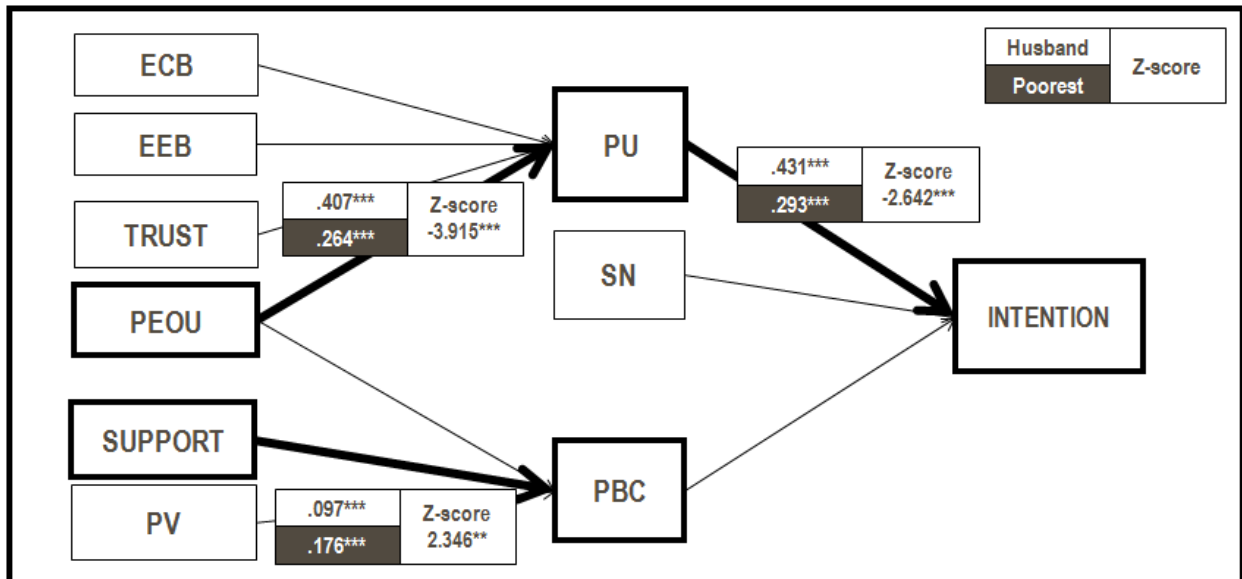 ECB
EEB
TRUST
PEOU
SUPPORT
PV
.407***
.264***
Z-score
-3.915***
.097***
.176***
Z-score
2.346**
PU
SN
PBC
.431***
.293***
Z-score
-2.642***
INTENTION
Husband
Poorest
Z-score